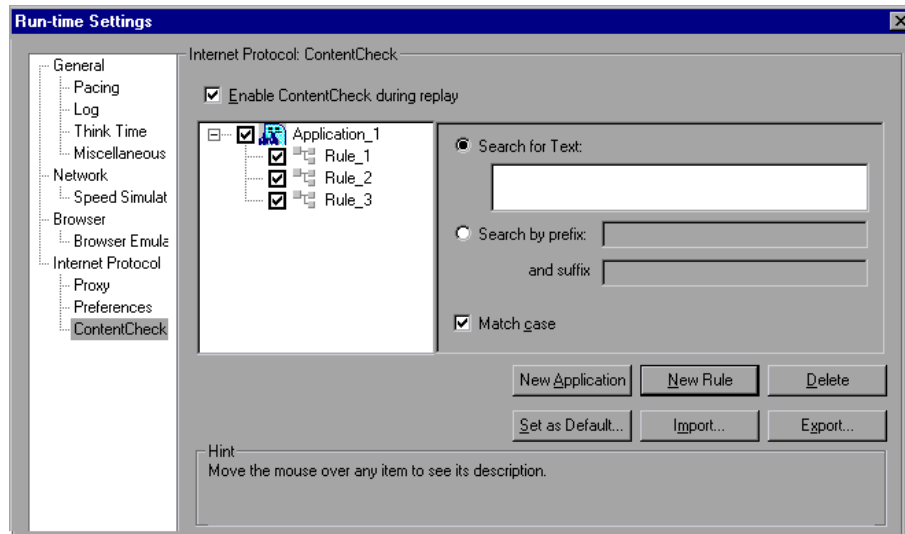 Run-time Settings
General
Pacing
Log
Think Time
Miscellaneous
Network
Speed Simulat
Browser
Browser Emula
Internet Protocol
Proxy
Preferences
ContentCheck
Internet Protocol: ContentCheck
Enable ContentCheck during replay
Application_1
Rule_1
Rule_2
Rule_3
Search for Text:
Search by prefix:
and suffix
Match case
New Application
New Rule
Delete
Set as Default...
Import...
Export...
Hint
Move the mouse over any item to see its description.